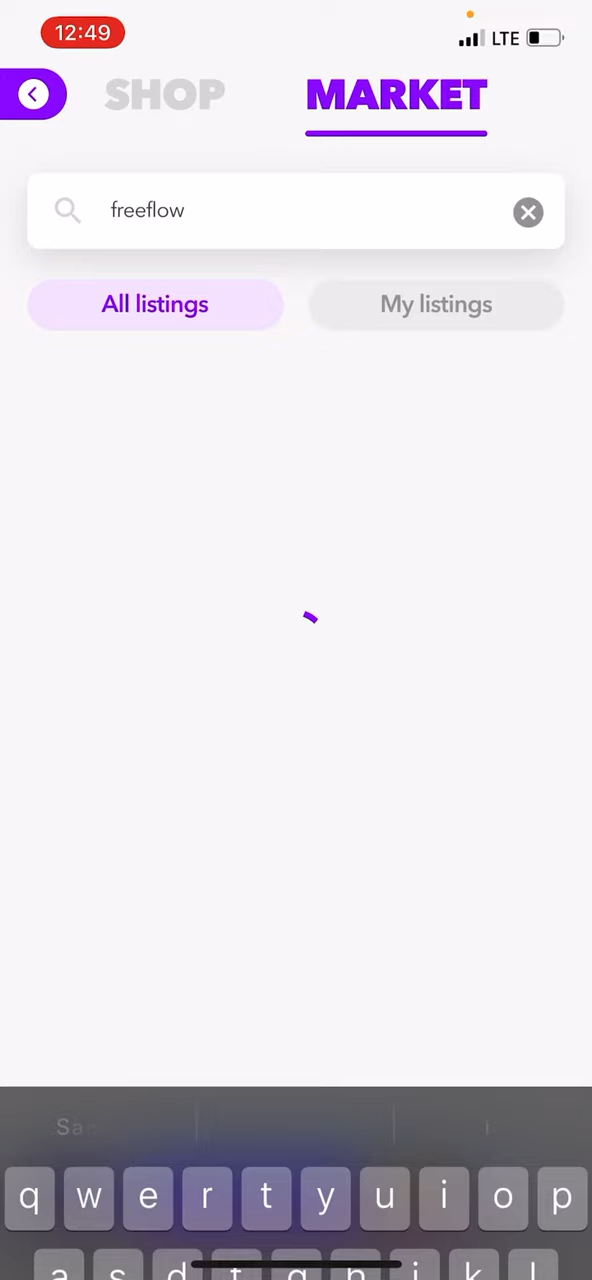 12:49
LTE
SHOP
MARKET
freeflow
All listings
My listings
q w e r t y u i o p
a s d f g h j k l